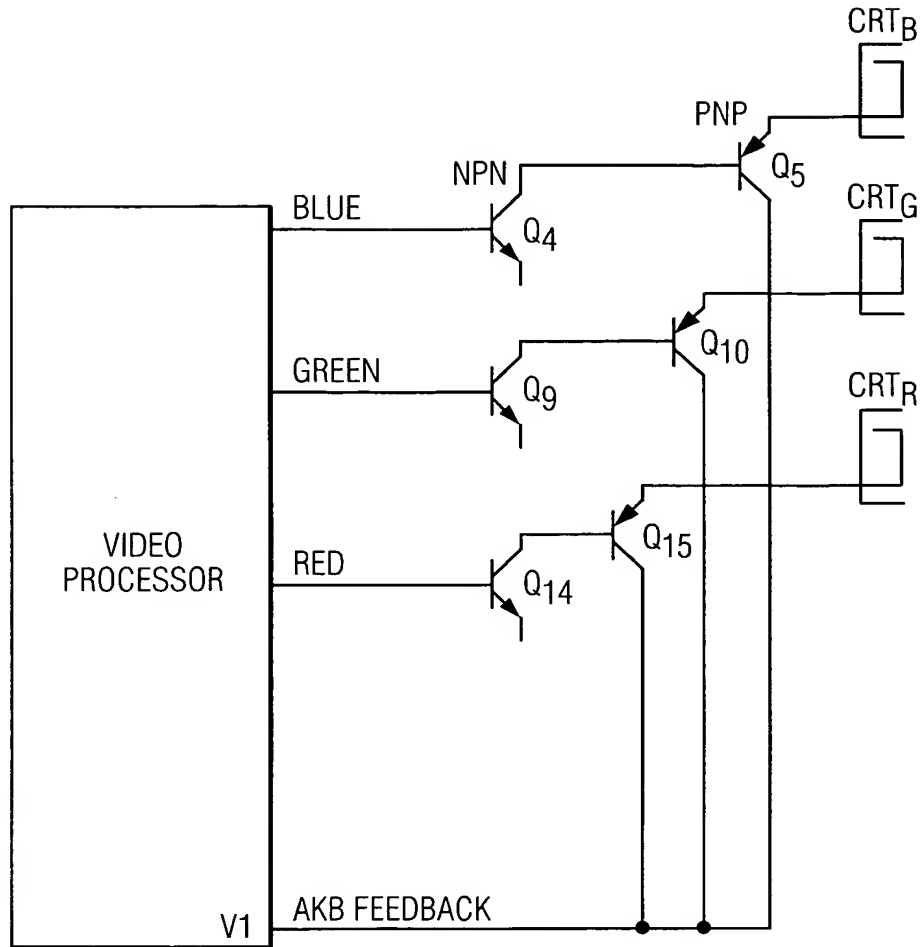 CRTB
PNP
NPN
Q5
BLUE
Q4
CRTG
Q10
GREEN
Q9
CRTR
Q15
VIDEO
PROCESSOR
RED
Q14
V1
AKB FEEDBACK